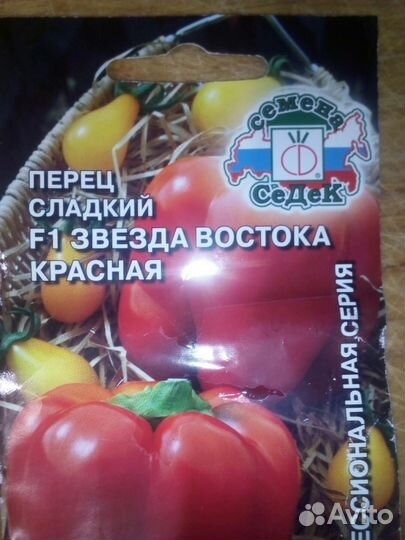 семена
СеДеК
ПЕРЕЦ
СЛАДКИЙ
F1 ЗВЕЗДА ВОСТОКА
КРАСНАЯ
ЕССИОНАЛЬНАЯ СЕРИЯ
Avito